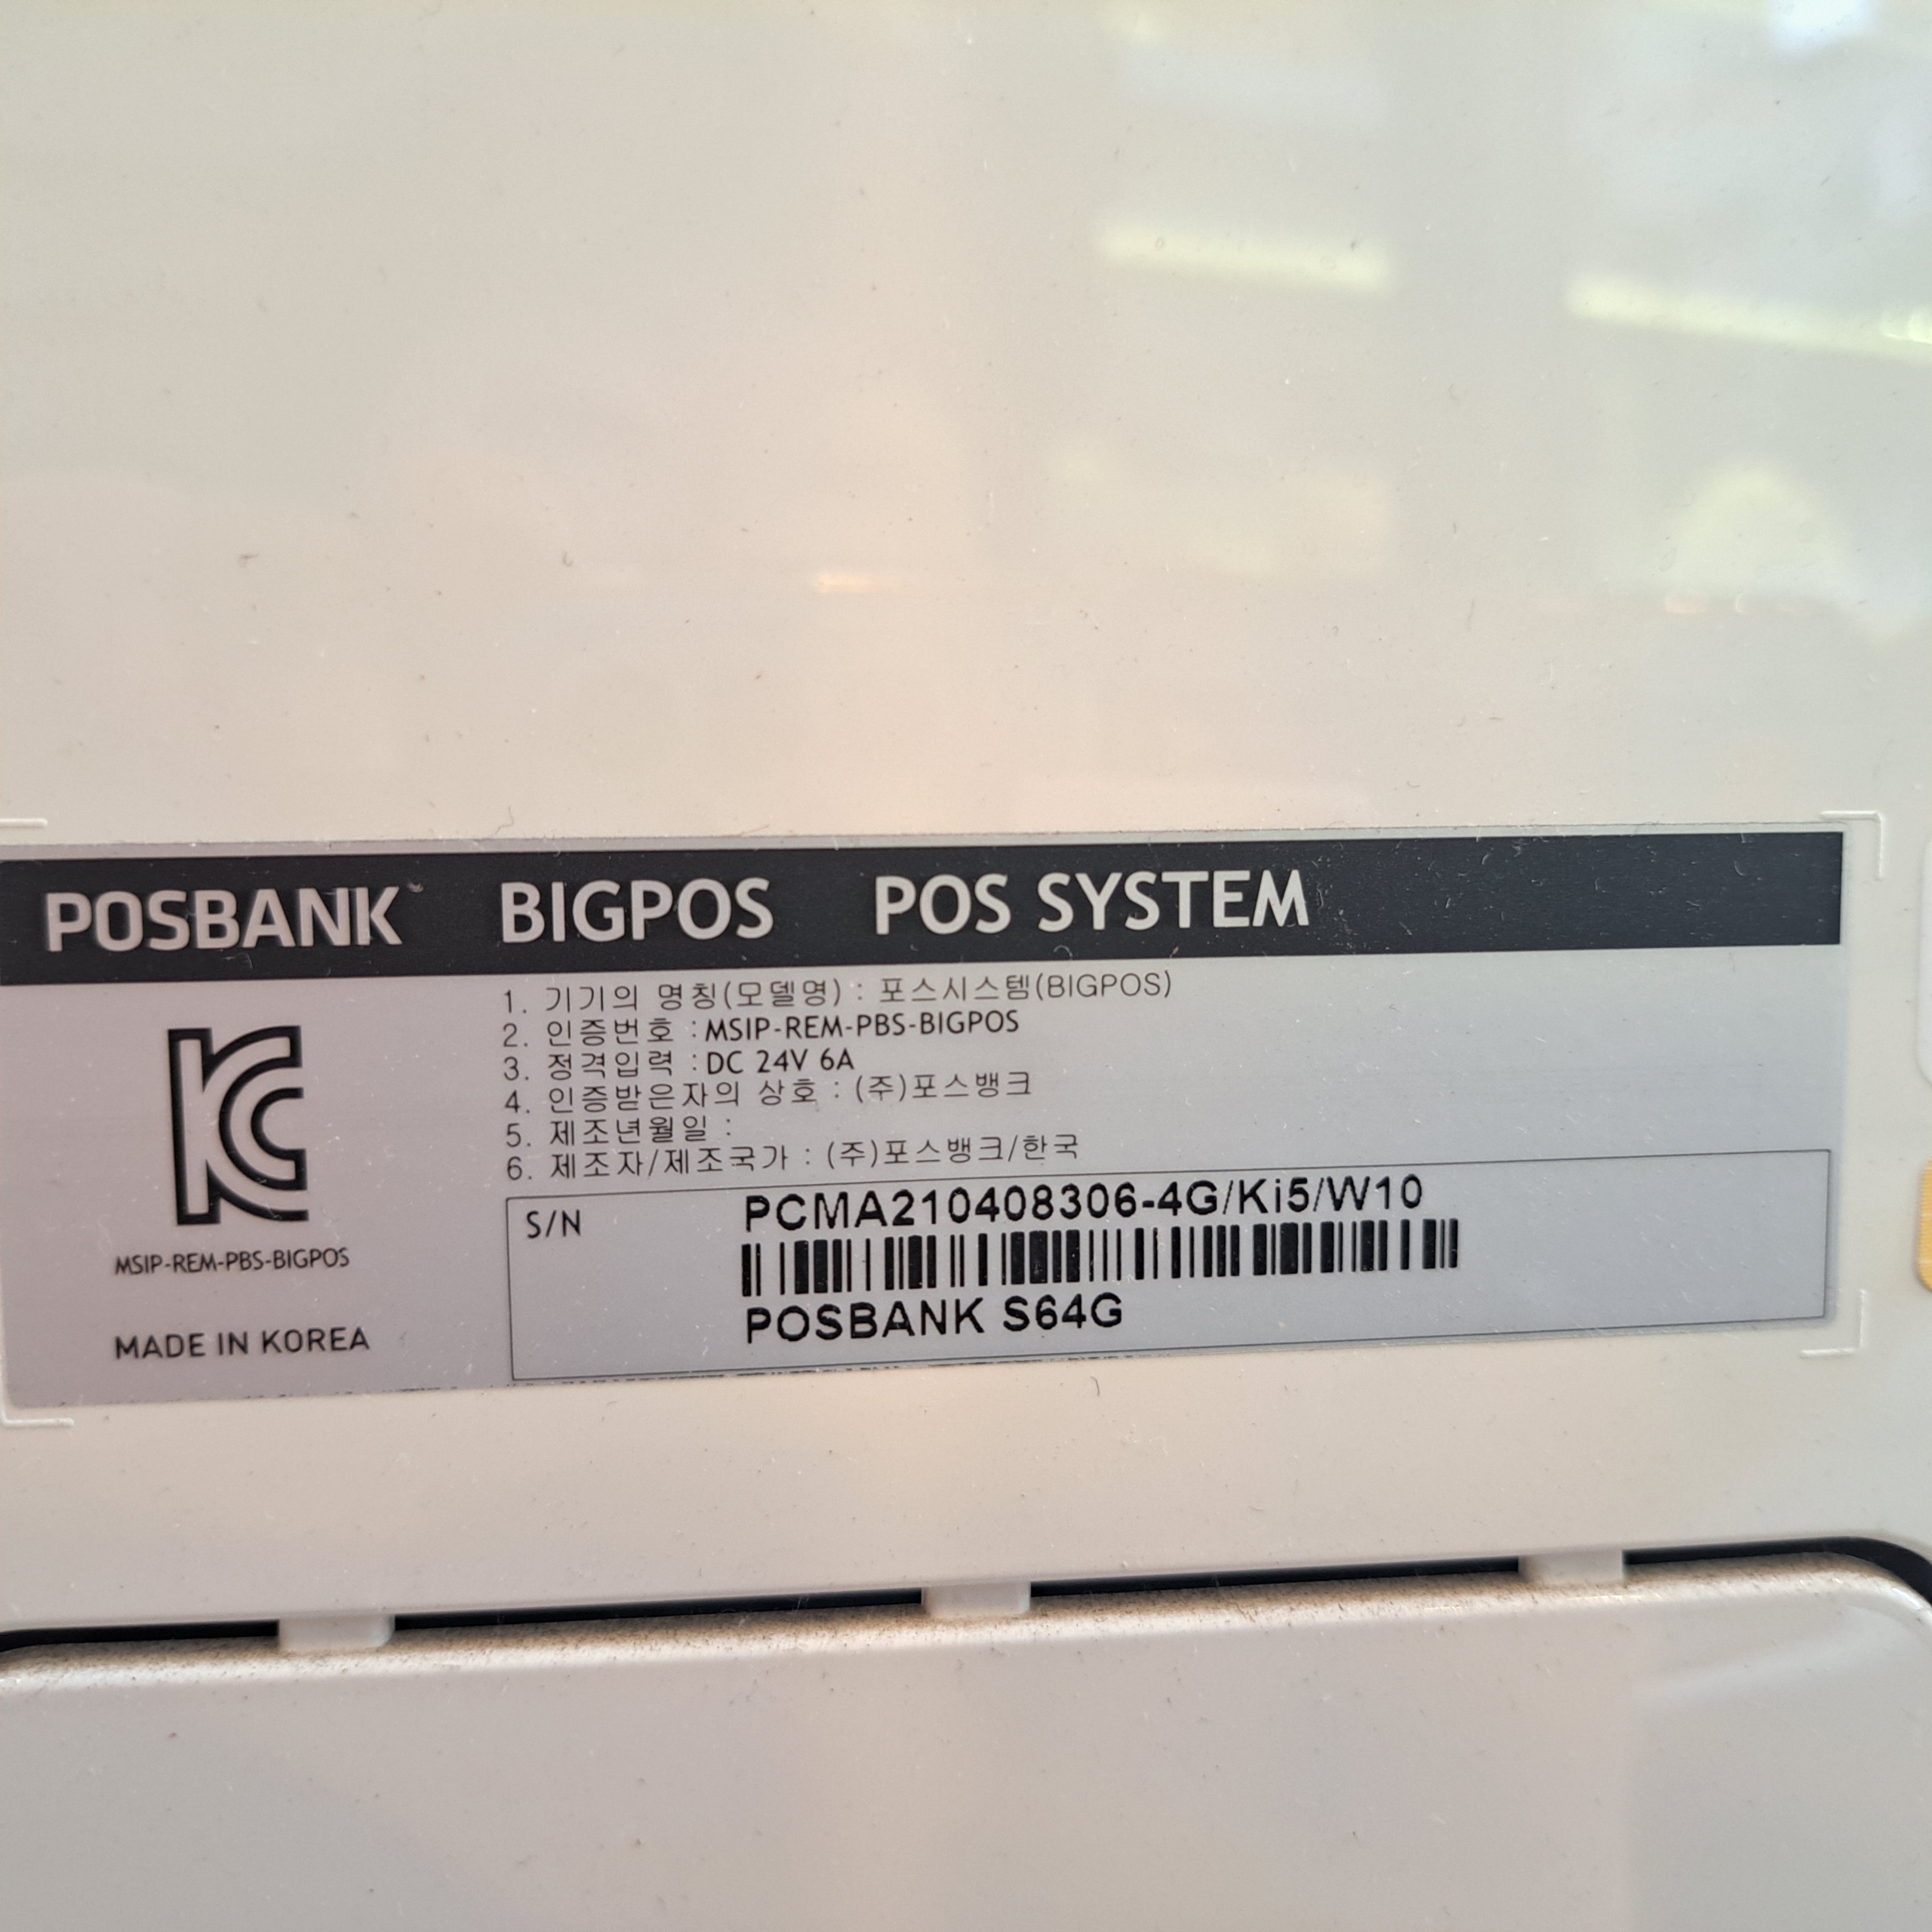 POSBANK BIGPOS POS SYSTEM
1. 기기의 명칭(모델명) : 포스시스템(BIGPOS)
2. 인증번호 : MSIP-REM-PBS-BIGPOS
3. 정격입력 : DC 24V 6A
4. 인증받은자의 상호 : (주)포스뱅크
5. 제조년월일 :
6. 제조자/제조국가 : (주)포스뱅크/한국
MSIP-REM-PBS-BIGPOS
MADE IN KOREA
S/N PCMA210408306-4G/Ki5/W10
POSBANK S64G